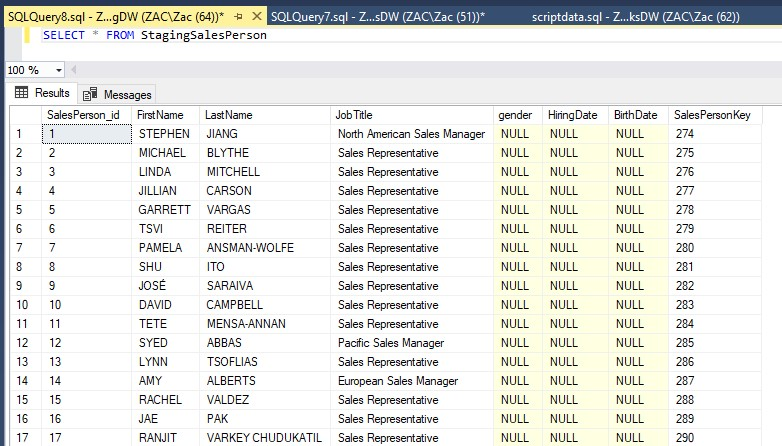 SQLQuery8.sql - Z...gDW (ZAC\Zac (64))* SQLQuery7.sql - Z...sDW (ZAC\Zac (51))* scriptdata.sql - Z...ksDW (ZAC\Zac (62))
SELECT * FROM StagingSalesPerson
100 %
Results Messages
SalesPerson_id FirstName LastName JobTitle gender HiringDate BirthDate SalesPersonKey
1 1 STEPHEN JIANG North American Sales Manager NULL NULL NULL 274
2 2 MICHAEL BLYTHE Sales Representative NULL NULL NULL 275
3 3 LINDA MITCHELL Sales Representative NULL NULL NULL 276
4 4 JILLIAN CARSON Sales Representative NULL NULL NULL 277
5 5 GARRETT VARGAS Sales Representative NULL NULL NULL 278
6 6 TSVI REITER Sales Representative NULL NULL NULL 279
7 7 PAMELA ANSMAN-WOLFE Sales Representative NULL NULL NULL 280
8 8 SHU ITO Sales Representative NULL NULL NULL 281
9 9 JOSÉ SARAIVA Sales Representative NULL NULL NULL 282
10 10 DAVID CAMPBELL Sales Representative NULL NULL NULL 283
11 11 TETE MENSA-ANNAN Sales Representative NULL NULL NULL 284
12 12 SYED ABBAS Pacific Sales Manager NULL NULL NULL 285
13 13 LYNN TSOFLIAS Sales Representative NULL NULL NULL 286
14 14 AMY ALBERTS European Sales Manager NULL NULL NULL 287
15 15 RACHEL VALDEZ Sales Representative NULL NULL NULL 288
16 16 JAE PAK Sales Representative NULL NULL NULL 289
17 17 RANJIT VARKEY CHUDUKATIL Sales Representative NULL NULL NULL 290